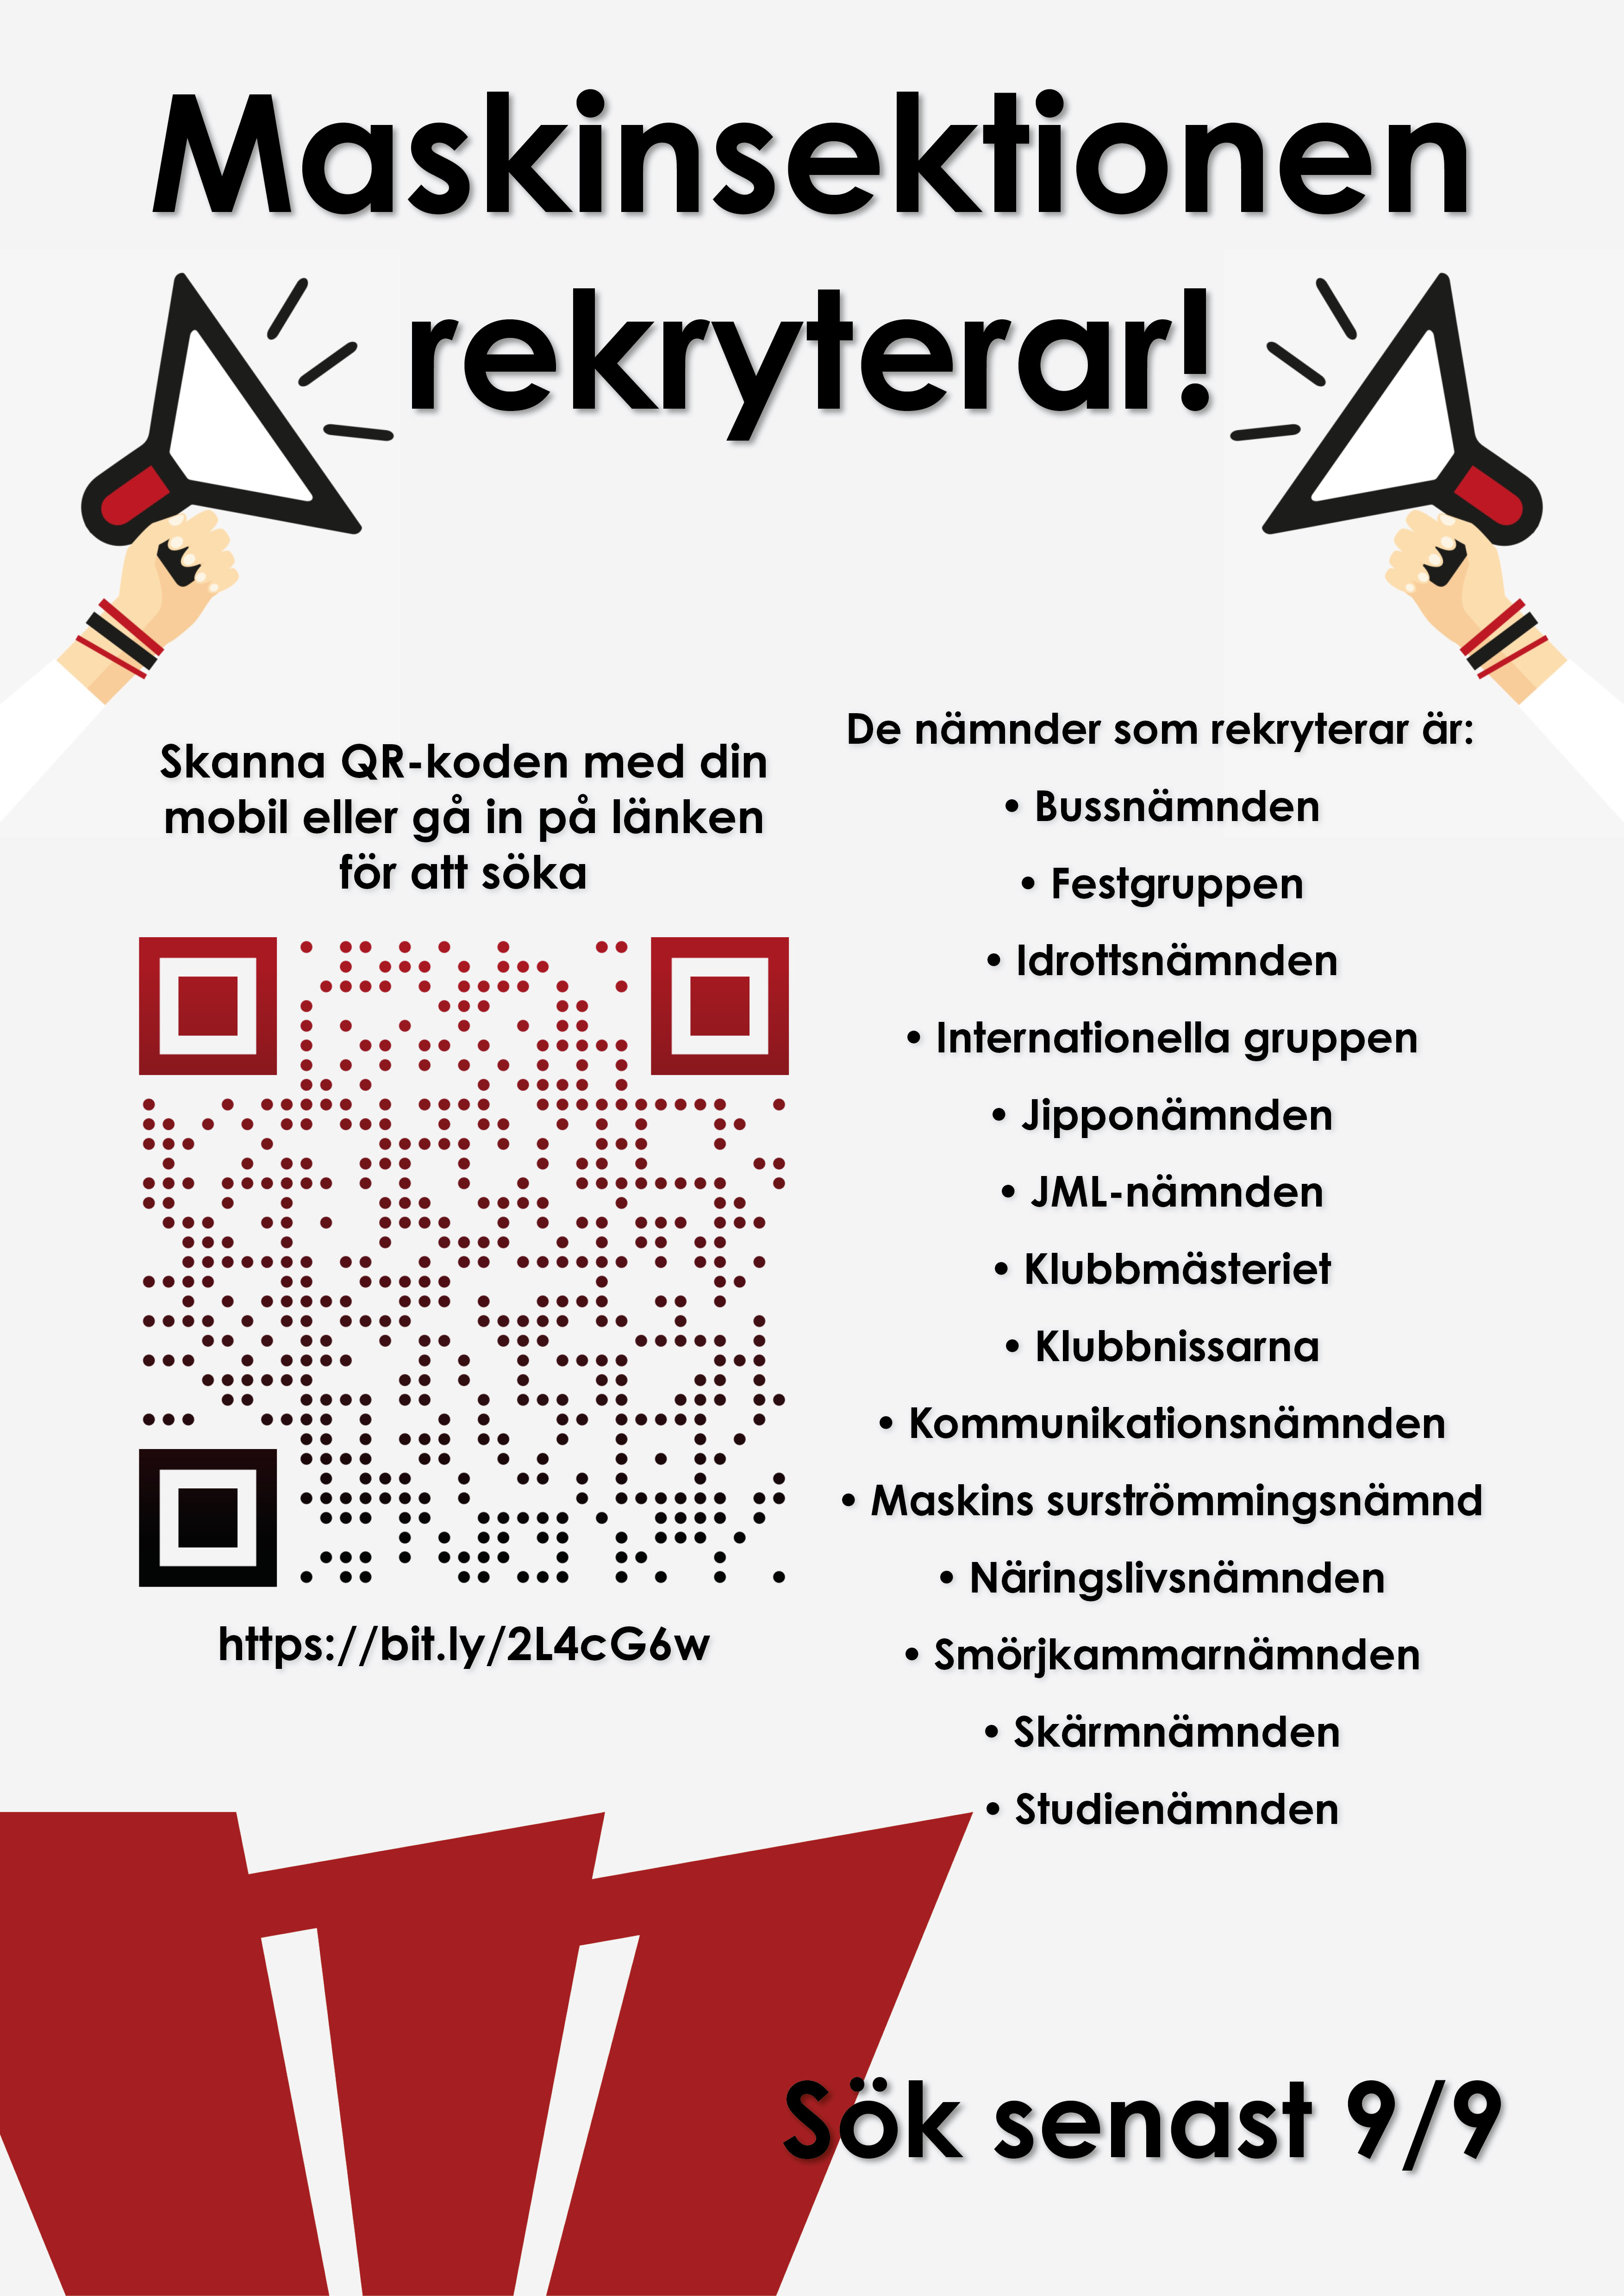 Maskinsektionen
rekryterar!
Skanna QR-koden med din
mobil eller gå in på länken
för att söka
https://bit.ly/2L4cG6w
De nämnder som rekryterar är:
• Bussnämnden
• Festgruppen
• Idrottsnämnden
• Internationella gruppen
• Jipponämnden
• JML-nämnden
• Klubbmästeriet
• Klubbnissarna
• Kommunikationsnämnden
• Maskins surströmmingsnämnd
• Näringslivsnämnden
• Smörjkammarnämnden
• Skärmnämnden
• Studienämnden
Sök senast 9/9